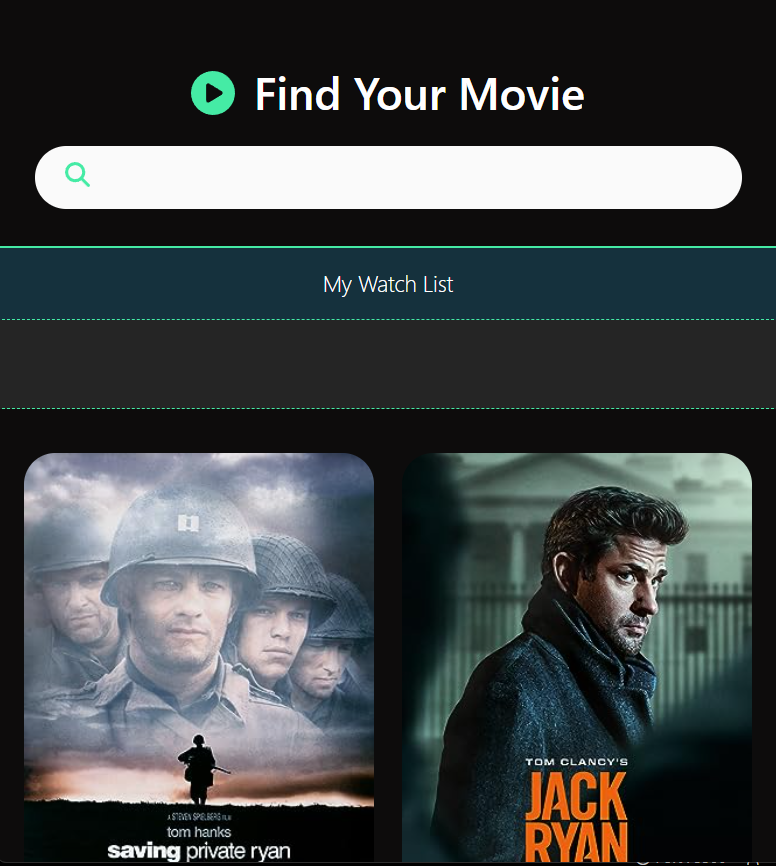 Find Your Movie
My Watch List
A STEVEN SPIELBERG FILM
tom hanks
saving private ryan
TOM CLANCY'S
JACK
RYAN